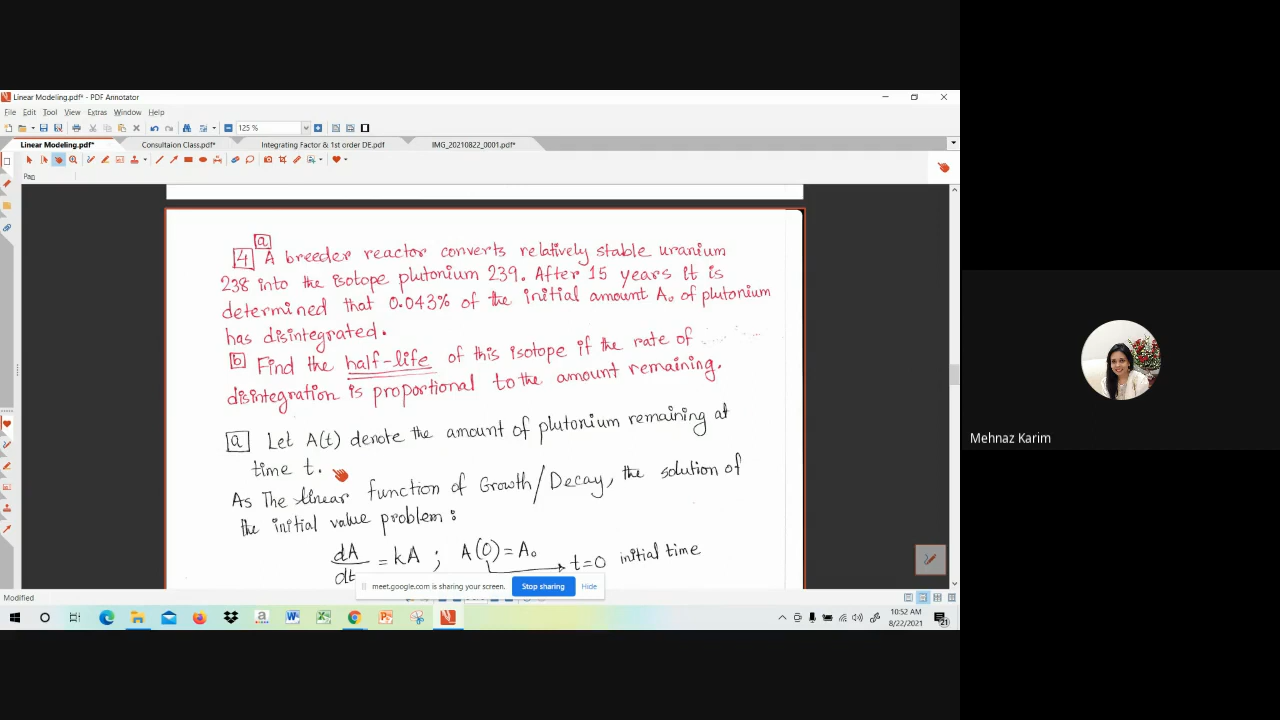 Linear Modeling.pdf* - PDF Annotator
File Edit Tool View Extras Window Help
125 %
Linear Modeling.pdf* Consultaion Class.pdf* Integrating Factor & 1st order DE.pdf IMG_20210822_0001.pdf*
Pan
a
4 A breeder reactor converts relatively stable uranium
238 into the isotope plutonium 239. After 15 years it is
determined that 0.043% of the initial amount A₀ of plutonium
has disintegrated.
b Find the half-life of this isotope if the rate of
disintegration is proportional to the amount remaining.
a Let A(t) denote the amount of plutonium remaining at
time t.
As The linear function of Growth/Decay, the solution of
the initial value problem:
dA/dt = kA ; A(0) = A₀
t=0 initial time
meet.google.com is sharing your screen. Stop sharing Hide
Modified
10:52 AM
8/22/2021
21
Mehnaz Karim